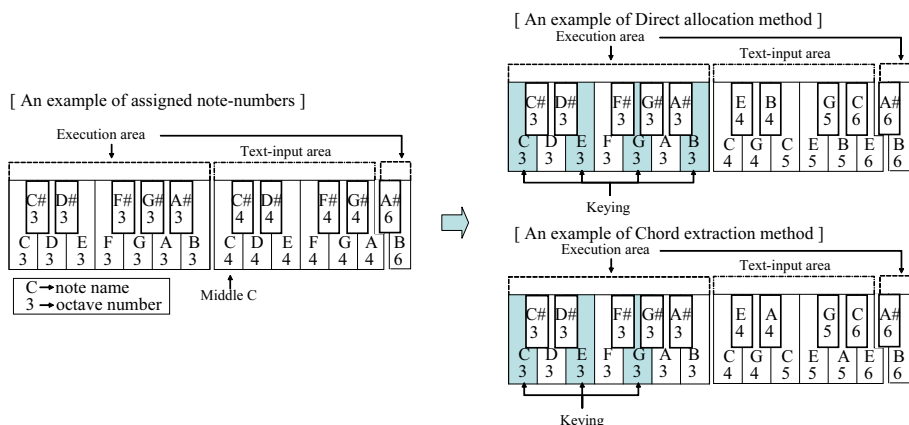 [ An example of assigned note-numbers ]
Execution area
Text-input area
C# D# F# G# A# C# D# F# G# A#
3 3 3 3 3 4 4 4 4 6
C D E F G A B C D E F G A B
3 3 3 3 3 3 3 4 4 4 4 4 4 6
Middle C
C note name
3 octave number
[ An example of Direct allocation method ]
Execution area
Text-input area
C# D# F# G# A# E B G C A#
3 3 3 3 3 4 4 5 6 6
C D E F G A B C G C E B E B
3 3 3 3 3 3 3 4 4 5 5 5 6 6
Keying
[ An example of Chord extraction method ]
Execution area
Text-input area
C# D# F# G# A# E A G C A#
3 3 3 3 3 4 4 5 6 6
C D E F G A B C G C E A E B
3 3 3 3 3 3 3 4 4 5 5 5 6 6
Keying